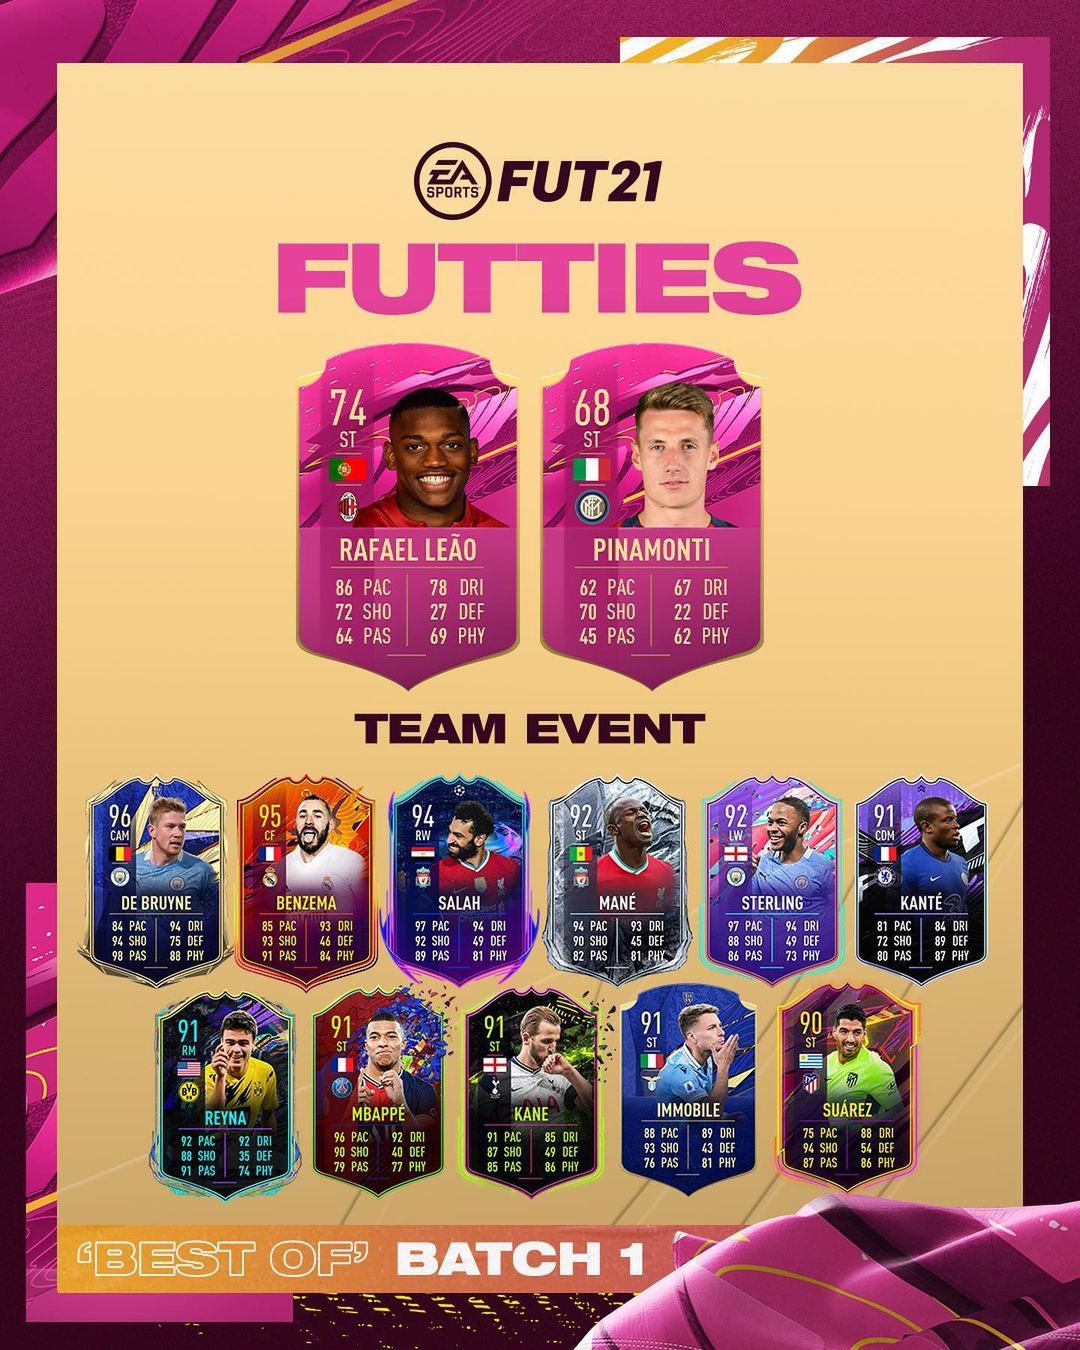 EA SPORTS FUT21
FUTTIES
74
ST
RAFAEL LEÃO
86 PAC 78 DRI
72 SHO 27 DEF
64 PAS 69 PHY
68
ST
PINAMONTI
62 PAC 67 DRI
70 SHO 22 DEF
45 PAS 62 PHY
TEAM EVENT
96
CAM
DE BRUYNE
84 PAC 94 DRI
94 SHO 75 DEF
98 PAS 88 PHY
95
CF
BENZEMA
85 PAC 93 DRI
93 SHO 46 DEF
91 PAS 84 PHY
94
RW
SALAH
97 PAC 94 DRI
92 SHO 49 DEF
89 PAS 81 PHY
92
ST
MANÉ
94 PAC 93 DRI
90 SHO 45 DEF
82 PAS 81 PHY
92
LW
STERLING
97 PAC 94 DRI
88 SHO 49 DEF
86 PAS 73 PHY
91
CDM
KANTÉ
81 PAC 84 DRI
72 SHO 89 DEF
80 PAS 87 PHY
91
RM
REYNA
92 PAC 92 DRI
88 SHO 35 DEF
91 PAS 74 PHY
91
ST
MBAPPÉ
96 PAC 92 DRI
90 SHO 40 DEF
79 PAS 77 PHY
91
ST
KANE
91 PAC 85 DRI
87 SHO 49 DEF
85 PAS 86 PHY
91
ST
IMMOBILE
88 PAC 89 DRI
93 SHO 43 DEF
76 PAS 81 PHY
90
ST
SUÁREZ
75 PAC 88 DRI
94 SHO 54 DEF
87 PAS 86 PHY
‘BEST OF’ BATCH 1